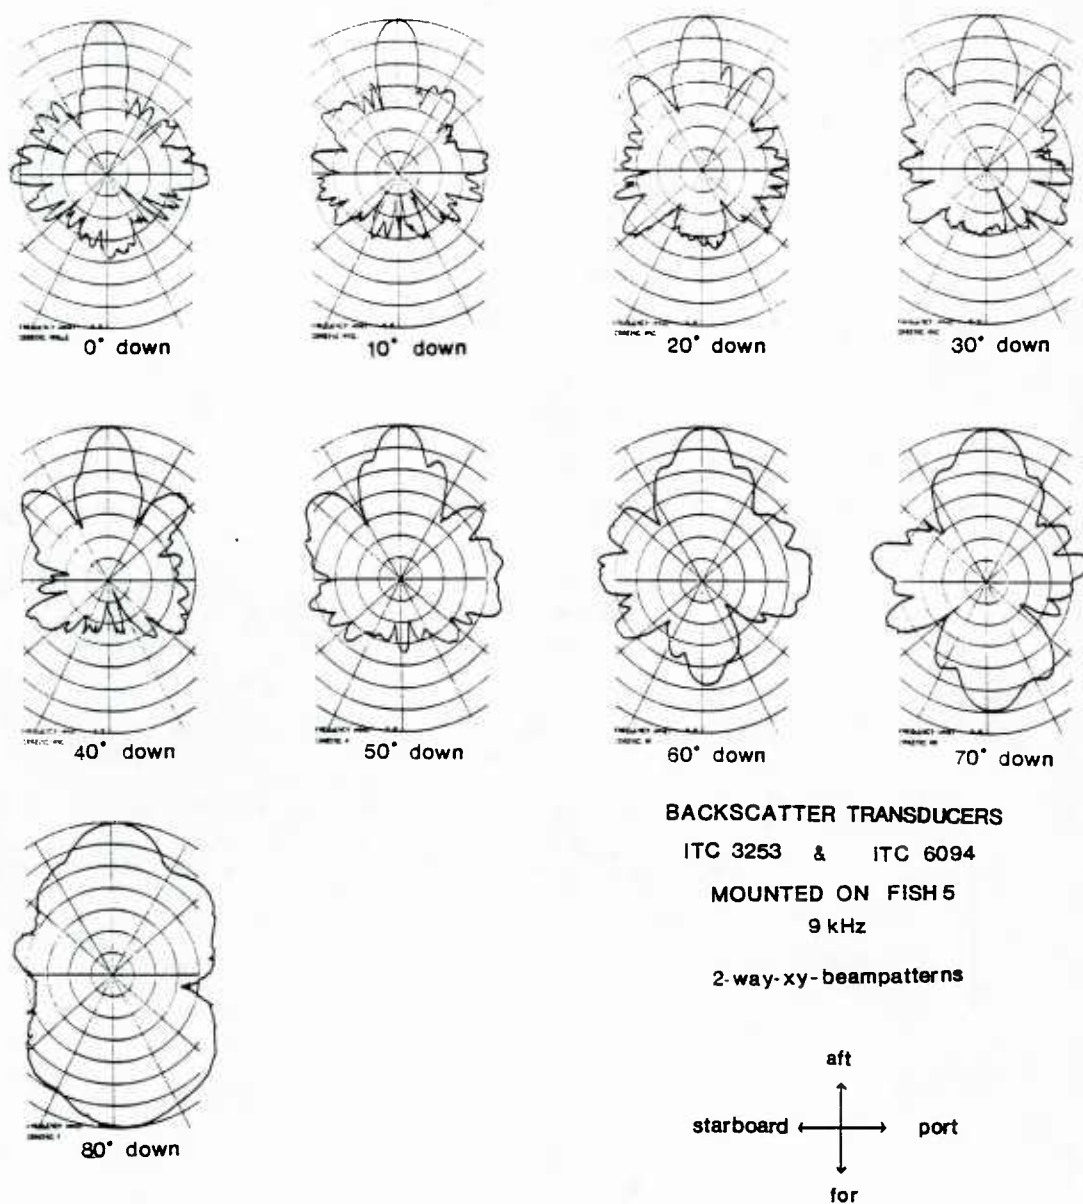 0° down
10° down
20° down
30° down
40° down
50° down
60° down
70° down
80° down
BACKSCATTER TRANSDUCERS
ITC 3253 & ITC 6094
MOUNTED ON FISH 5
9 kHz
2-way-xy-beampatterns
aft
starboard
port
for